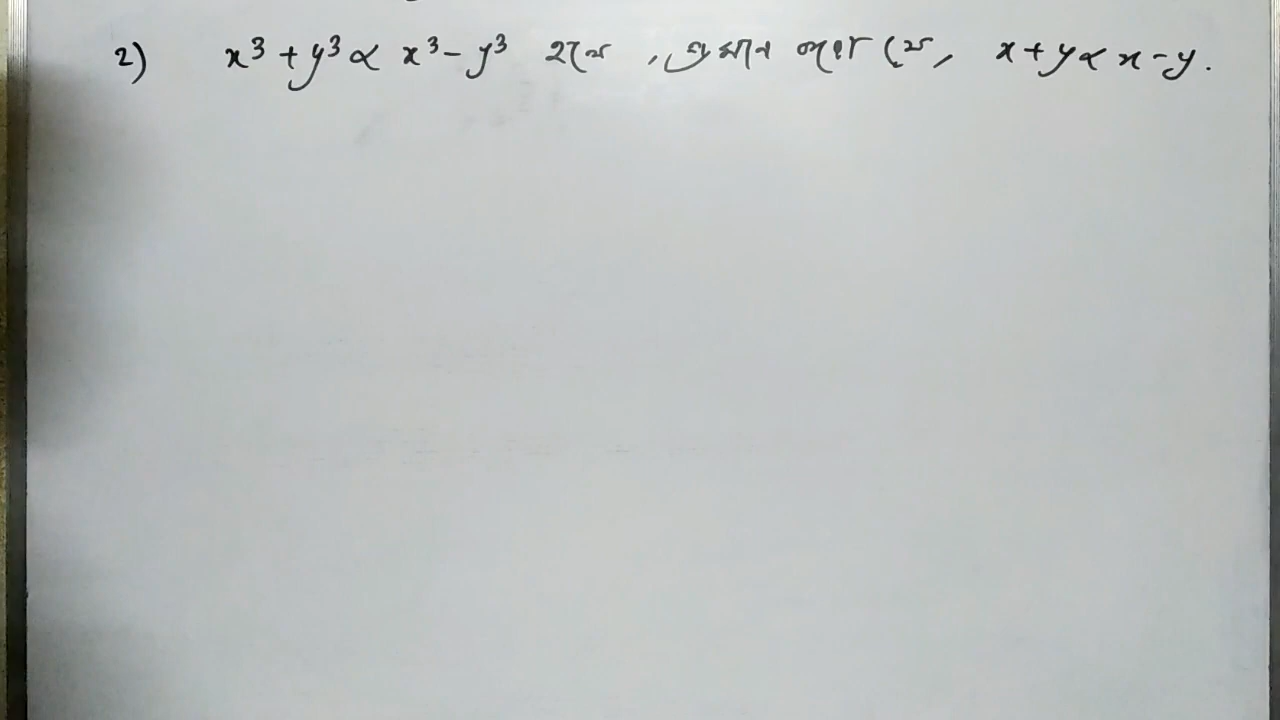 2) x³ + y³ ∝ x³ - y³ হলে , প্রমাণ করো যে, x + y ∝ x - y.